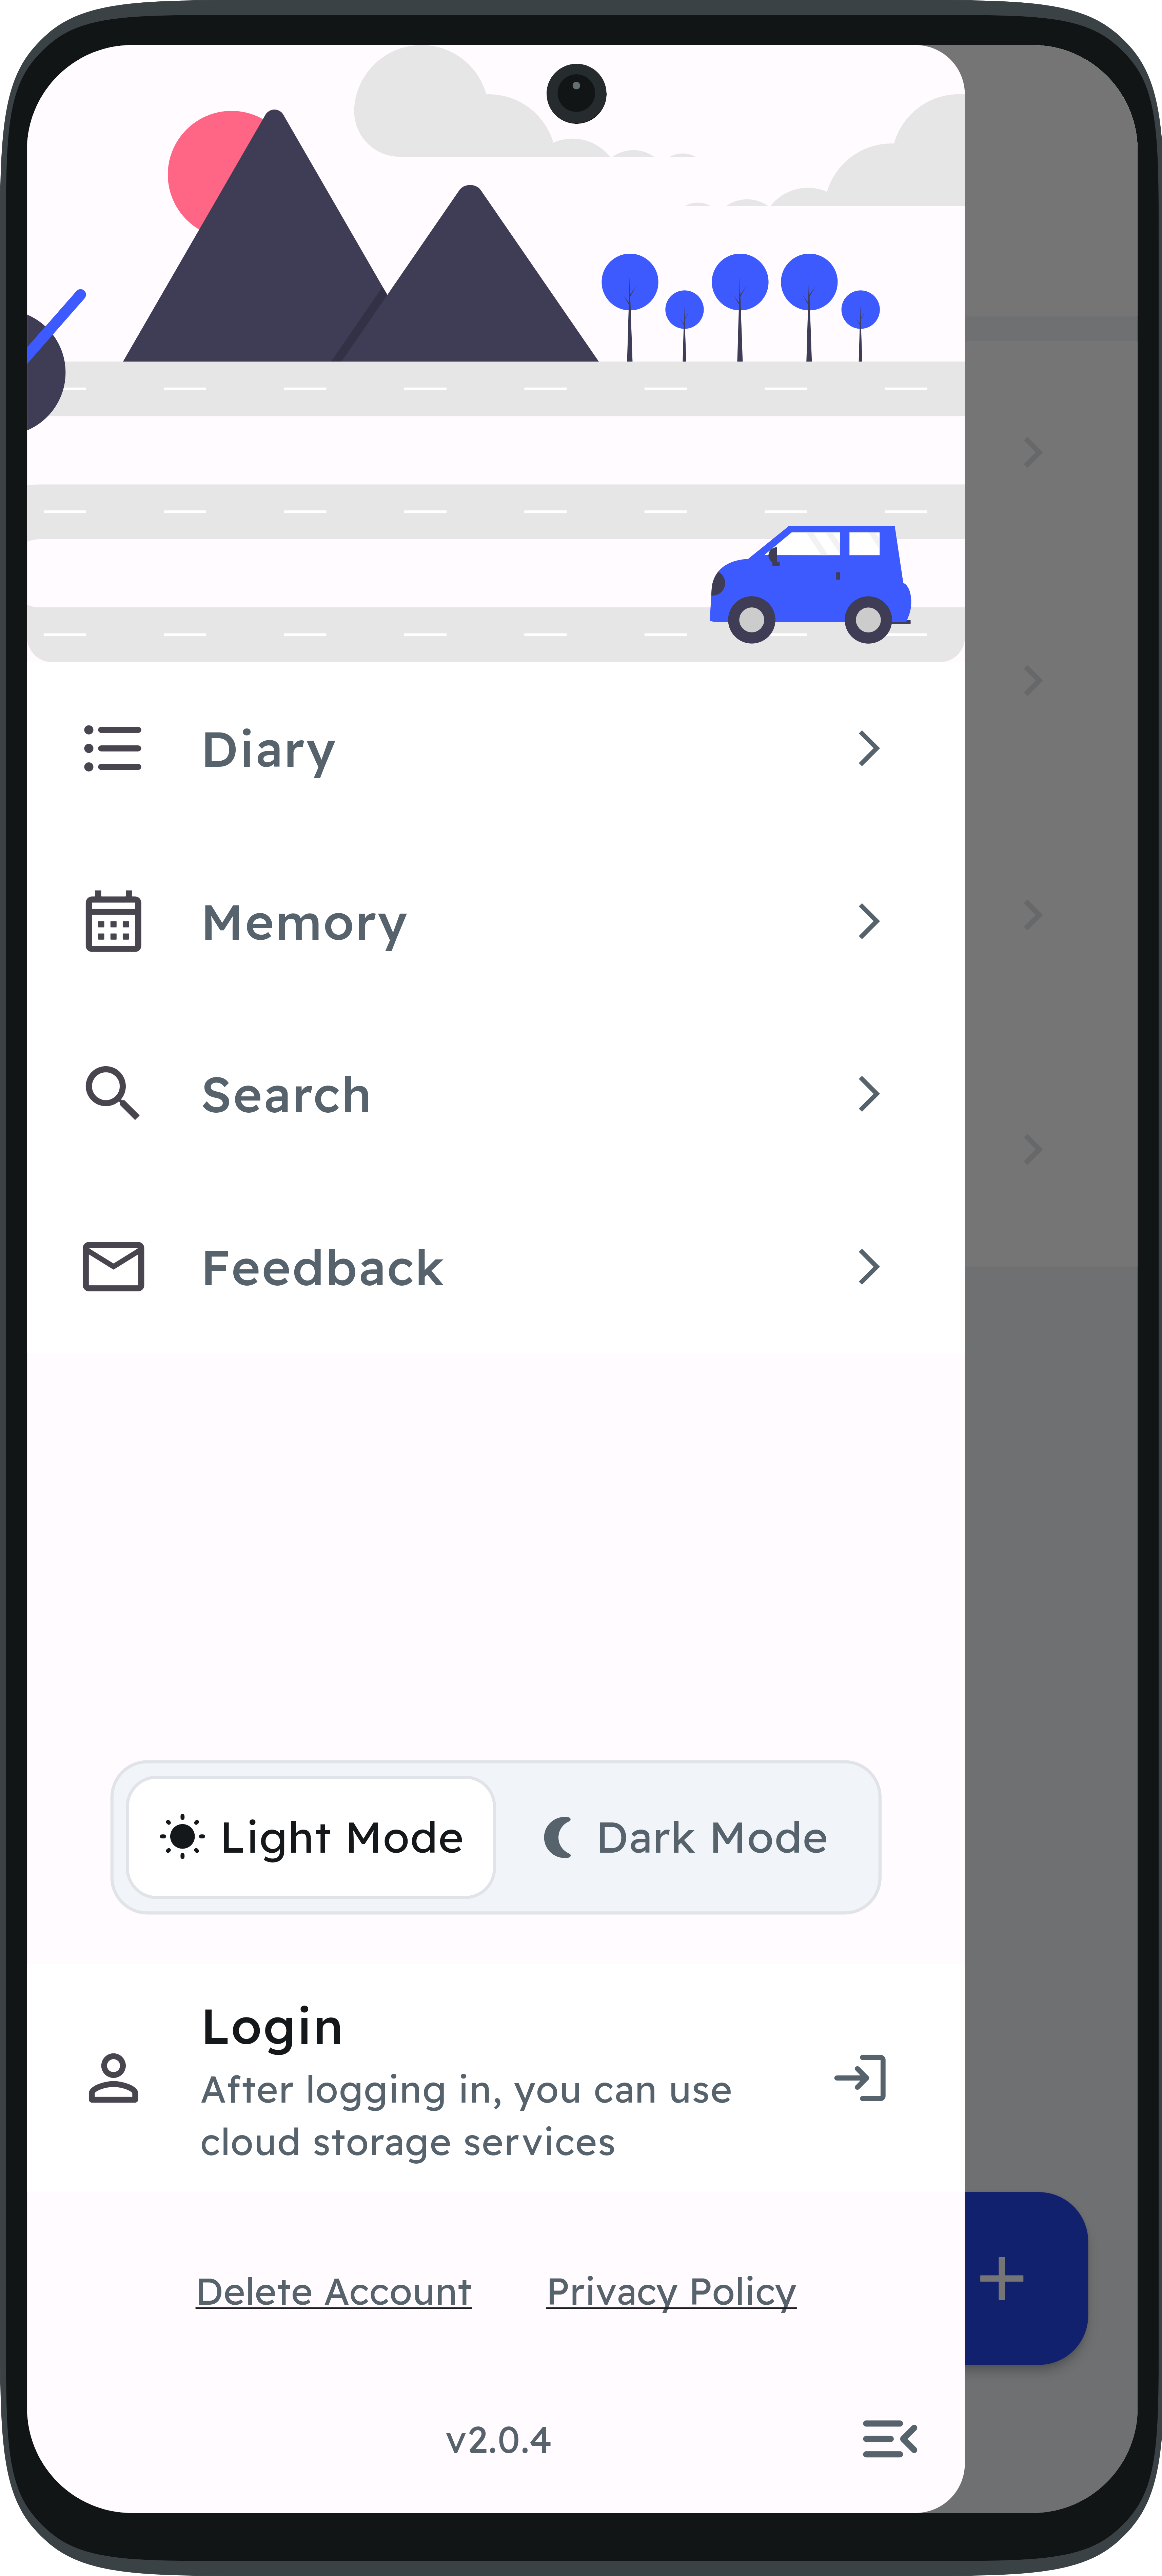 Diary
Memory
Search
Feedback
Light Mode
Dark Mode
Login
After logging in, you can use
cloud storage services
Delete Account
Privacy Policy
v2.0.4